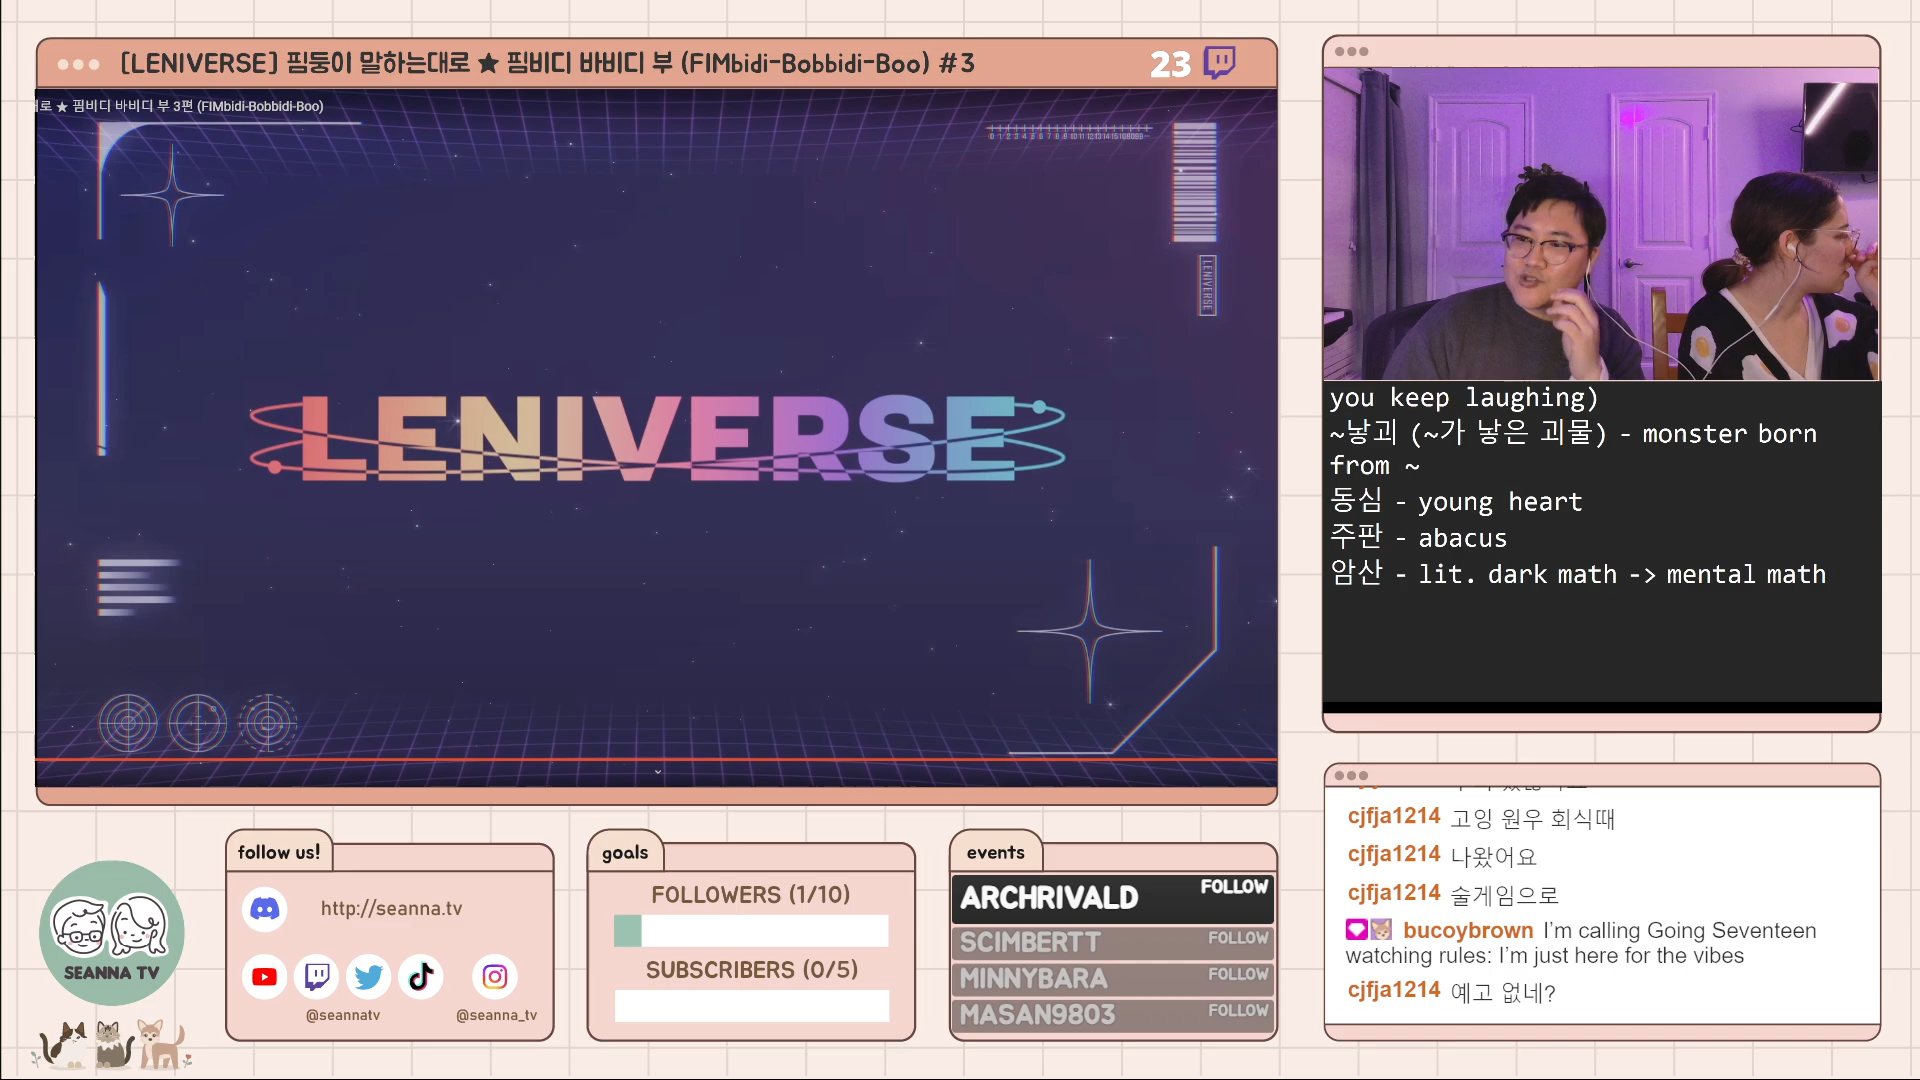 [LENIVERSE] 핌둥이 말하는대로 ★ 핌비디 바비디 부 (FIMbidi-Bobbidi-Boo) #3
23
로 ★ 핌비디 바비디 부 3편 (FIMbidi-Bobbidi-Boo)
LENIVERSE
LENIVERSE
you keep laughing)
~낳괴 (~가 낳은 괴물) - monster born
from ~
동심 - young heart
주판 - abacus
암산 - lit. dark math -> mental math
cjfja1214 고잉 원우 회식때
cjfja1214 나왔어요
cjfja1214 술게임으로
bucoybrown I'm calling Going Seventeen
watching rules: I'm just here for the vibes
cjfja1214 예고 없네?
SEANNA TV
follow us!
http://seanna.tv
@seannatv
@seanna_tv
goals
FOLLOWERS (1/10)
SUBSCRIBERS (0/5)
events
ARCHRIVALD FOLLOW
SCIMBERTT FOLLOW
MINNYBARA FOLLOW
MASAN9803 FOLLOW